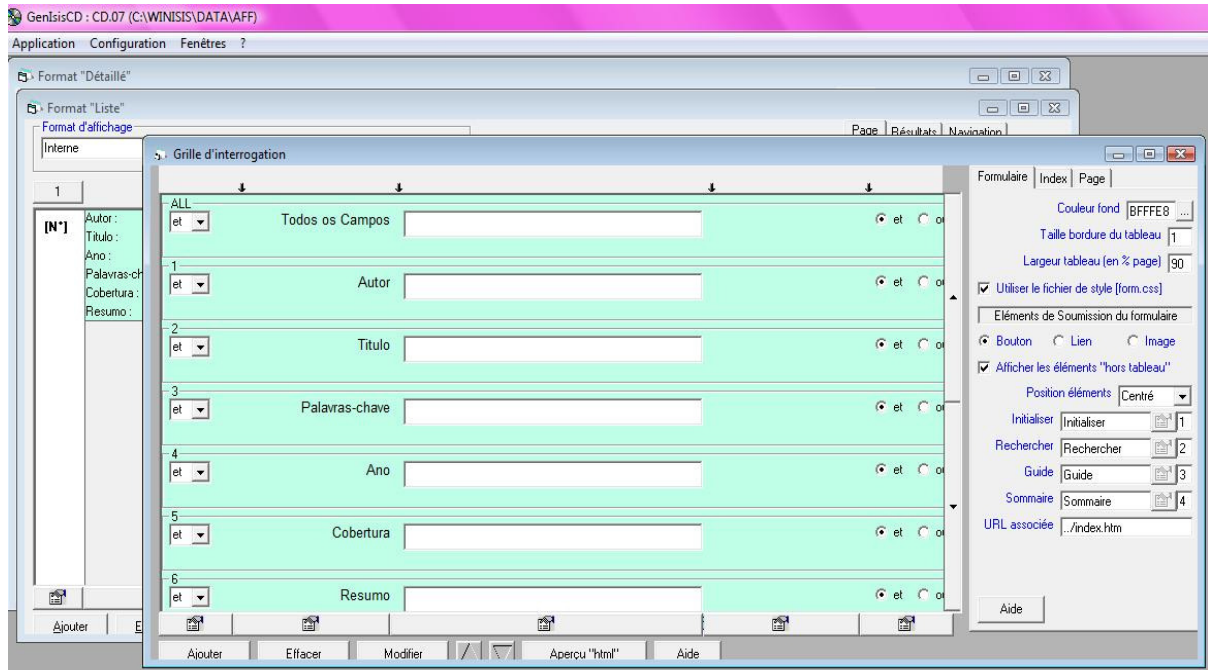 GenIsisCD : CD.07 (C:\WINISIS\DATA\AFF)
Application Configuration Fenêtres ?
Format "Détaillé"
Format "Liste"
Format d'affichage
Page Résultats Navigation
Interne
1
[N°]
Autor :
Titulo :
Ano :
Palavras-ch
Cobertura :
Resumo :
Ajouter
E
Grille d'interrogation
ALL
et Todos os Campos et o
1
et Autor et o
2
et Titulo et o
3
et Palavras-chave et o
4
et Ano et o
5
et Cobertura et o
6
et Resumo et o
Ajouter Effacer Modifier Aperçu "html" Aide
Formulaire Index Page
Couleur fond BFFFE8 ...
Taille bordure du tableau 1
Largeur tableau (en % page) 90
Utiliser le fichier de style [form.css]
Eléments de Soumission du formulaire
Bouton Lien Image
Afficher les éléments "hors tableau"
Position éléments Centré
Initialiser Initialiser 1
Rechercher Rechercher 2
Guide Guide 3
Sommaire Sommaire 4
URL associée ../index.htm
Aide